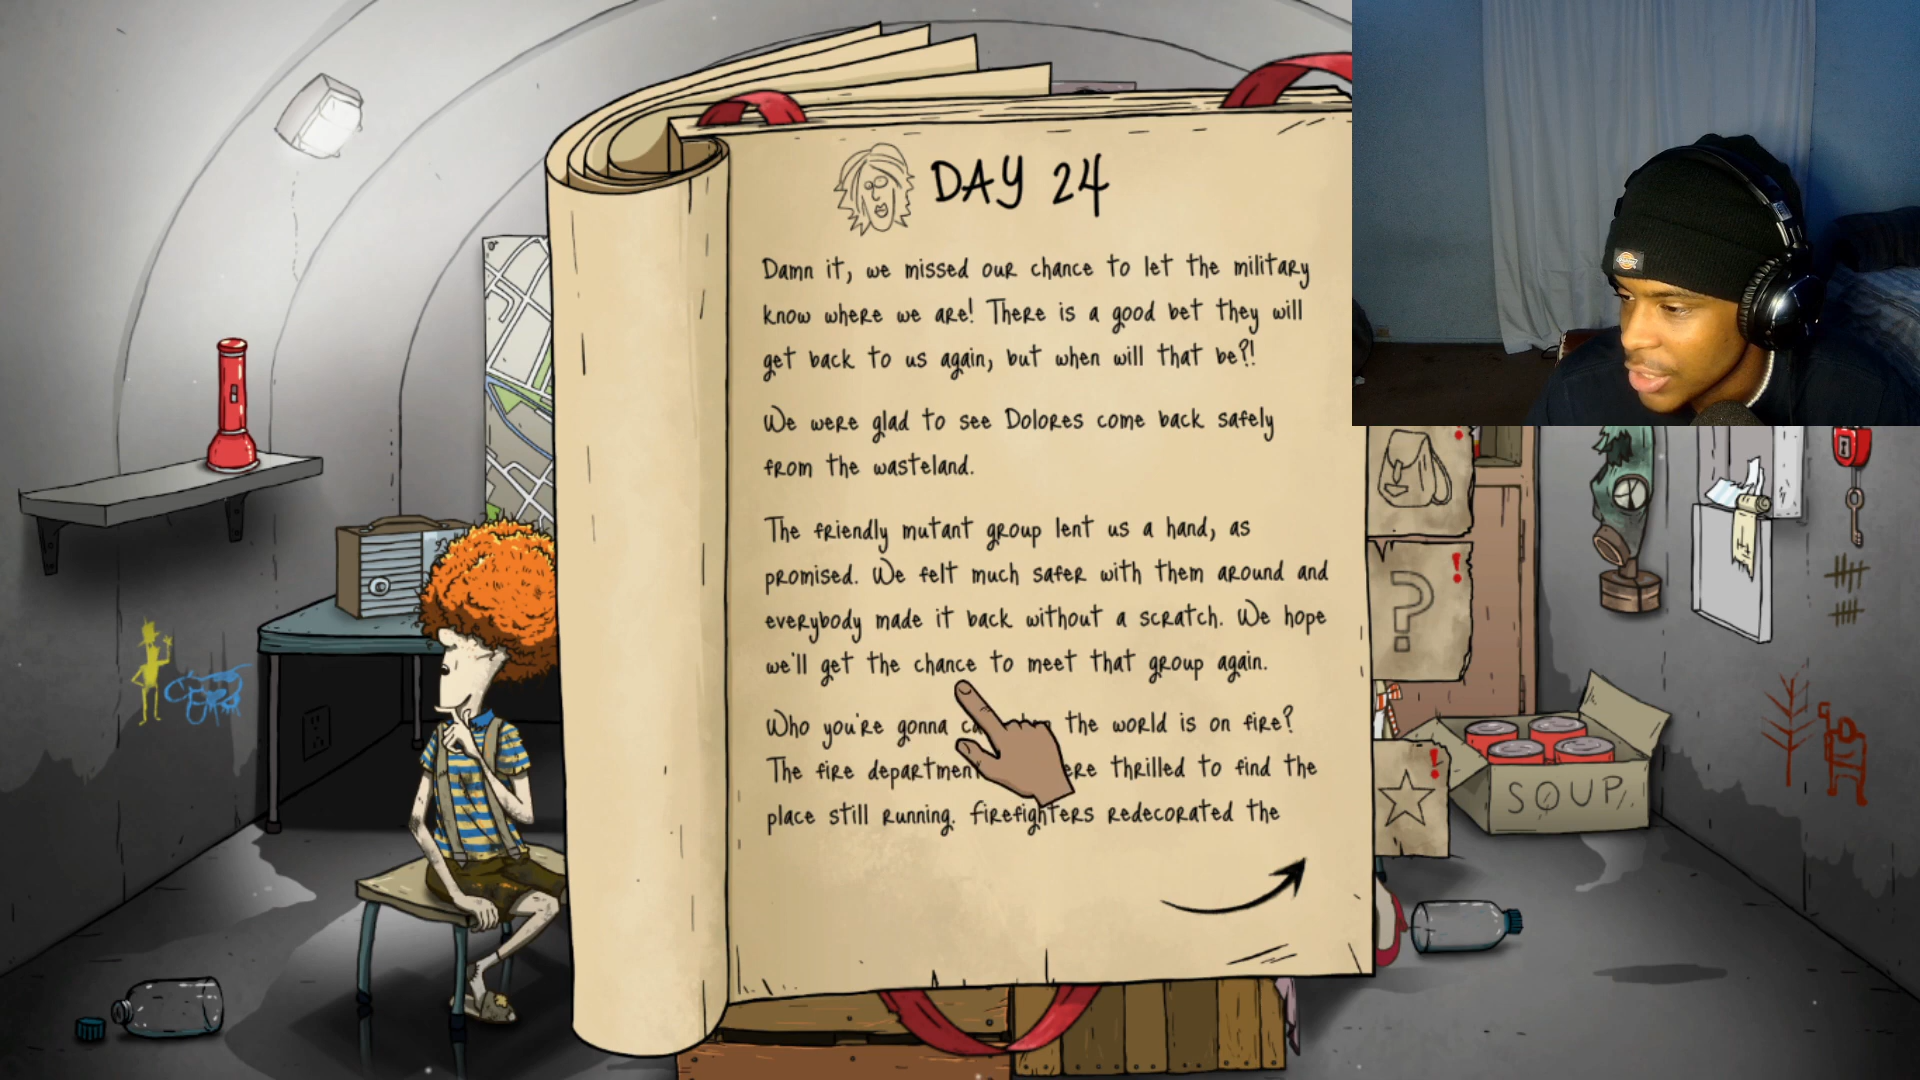 DAY 24
Damn it, we missed our chance to let the military
know where we are! There is a good bet they will
get back to us again, but when will that be?!
We were glad to see Dolores come back safely
from the wasteland.
The friendly mutant group lent us a hand, as
promised. We felt much safer with them around and
everybody made it back without a scratch. We hope
we'll get the chance to meet that group again.
Who you're gonna the world is on fire?
The fire department thrilled to find the
place still running. Firefighters redecorated the
SOUP